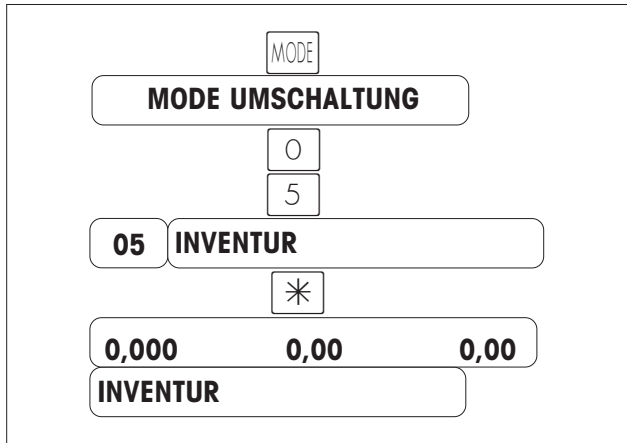 MODE
MODE UMSCHALTUNG
0
5
05 INVENTUR
*
0,000 0,00 0,00
INVENTUR